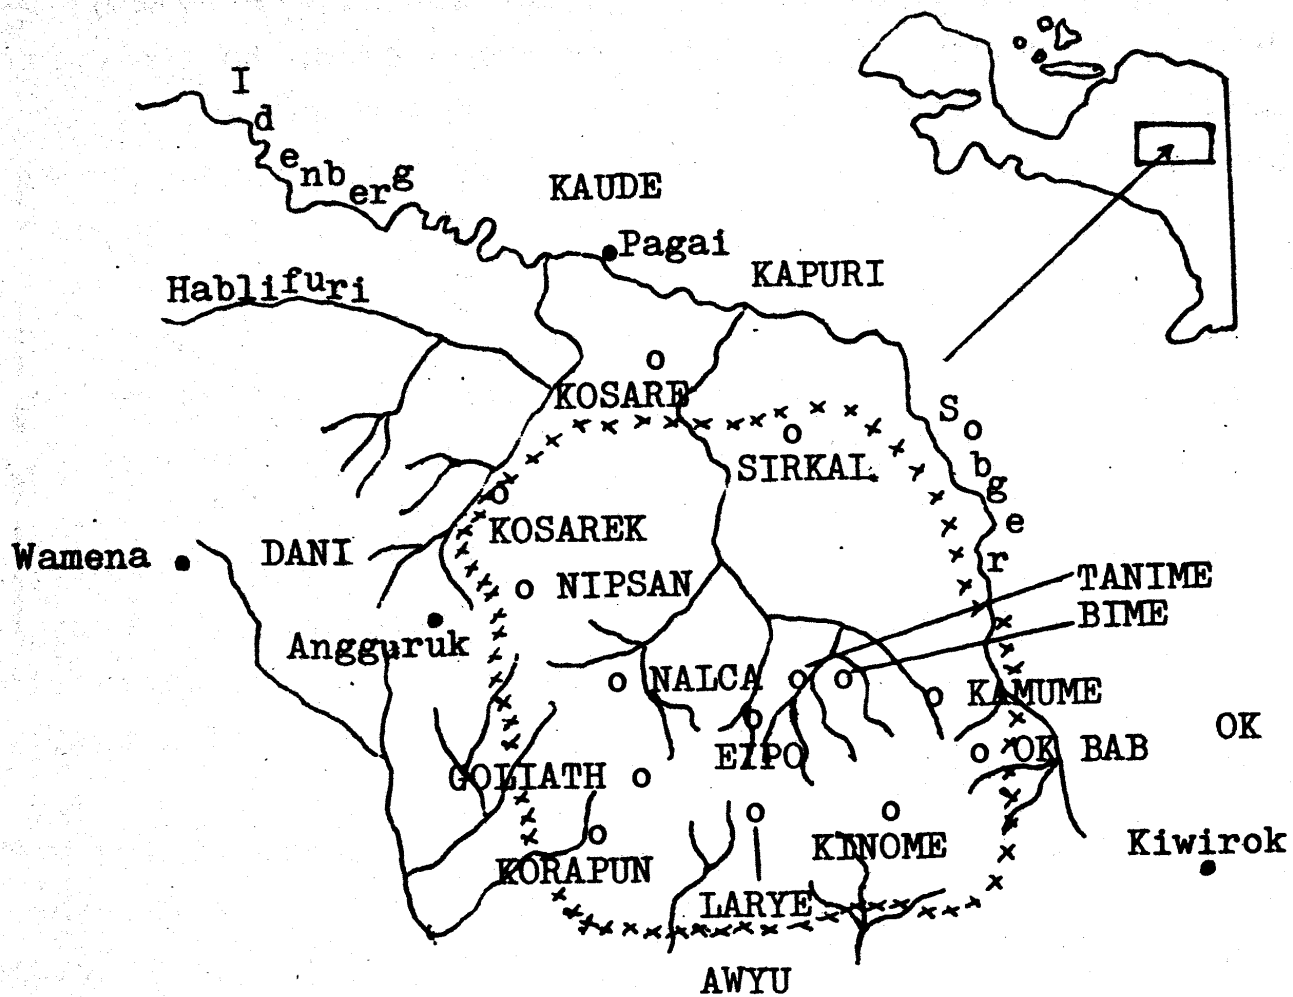 Idenberg
KAUDE
Pagai
KAPURI
Hablifuri
KOSARE
Sobger
SIRKAL
KOSAREK
Wamena
DANI
NIPSAN
TANIME
BIME
Angguruk
NALCA
KAMUME
OK
EIPO
OK BAB
GOLIATH
KINOME
Kiwirok
KORAPUN
LARYE
AWYU